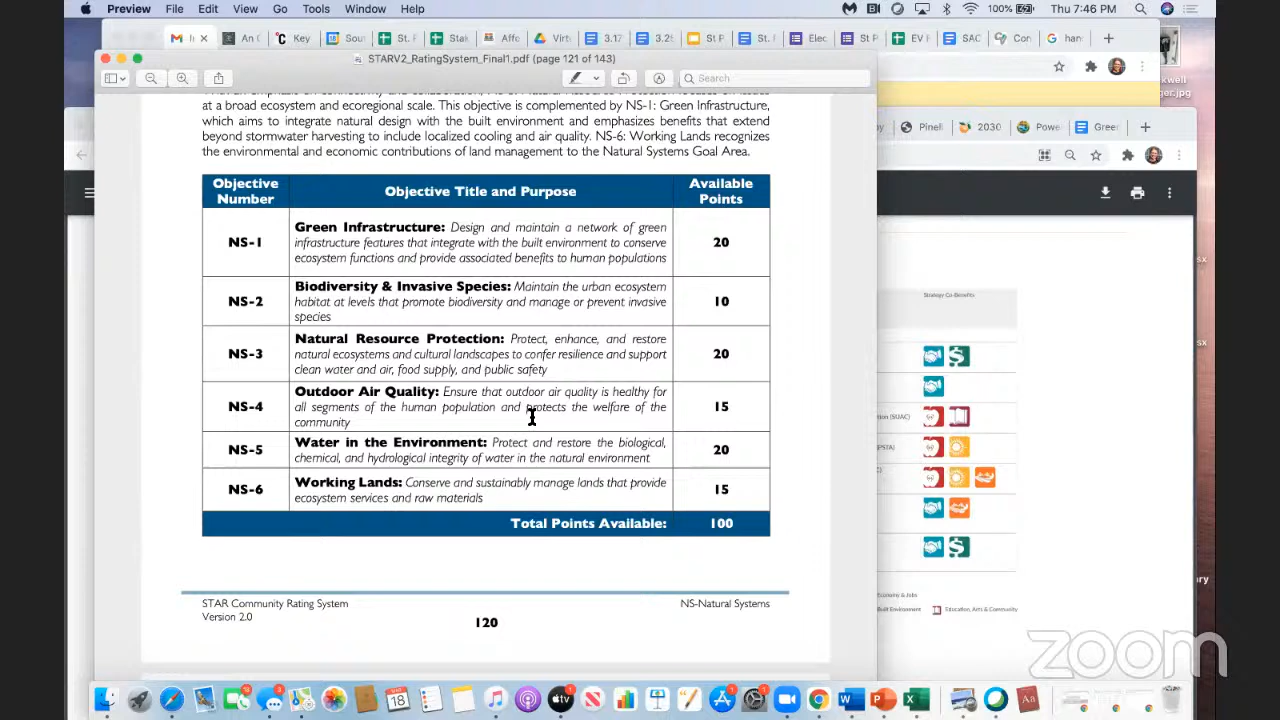 Preview File Edit View Go Tools Window Help
100% Thu 7:46 PM
STARV2_RatingSystem_Final1.pdf (page 121 of 143)
Search
at a broad ecosystem and ecoregional scale. This objective is complemented by NS-1: Green Infrastructure,
which aims to integrate natural design with the built environment and emphasizes benefits that extend
beyond stormwater harvesting to include localized cooling and air quality. NS-6: Working Lands recognizes
the environmental and economic contributions of land management to the Natural Systems Goal Area.
Objective Number Objective Title and Purpose Available Points
NS-1
Green Infrastructure: Design and maintain a network of green
infrastructure features that integrate with the built environment to conserve
ecosystem functions and provide associated benefits to human populations
20
NS-2
Biodiversity & Invasive Species: Maintain the urban ecosystem
habitat at levels that promote biodiversity and manage or prevent invasive
species
10
NS-3
Natural Resource Protection: Protect, enhance, and restore
natural ecosystems and cultural landscapes to confer resilience and support
clean water and air, food supply, and public safety
20
NS-4
Outdoor Air Quality: Ensure that outdoor air quality is healthy for
all segments of the human population and protects the welfare of the
community
15
NS-5
Water in the Environment: Protect and restore the biological,
chemical, and hydrological integrity of water in the natural environment
20
NS-6
Working Lands: Conserve and sustainably manage lands that provide
ecosystem services and raw materials
15
Total Points Available: 100
STAR Community Rating System
Version 2.0
NS-Natural Systems
120
Strategy Co-Benefits
Education, Arts & Community
zoom